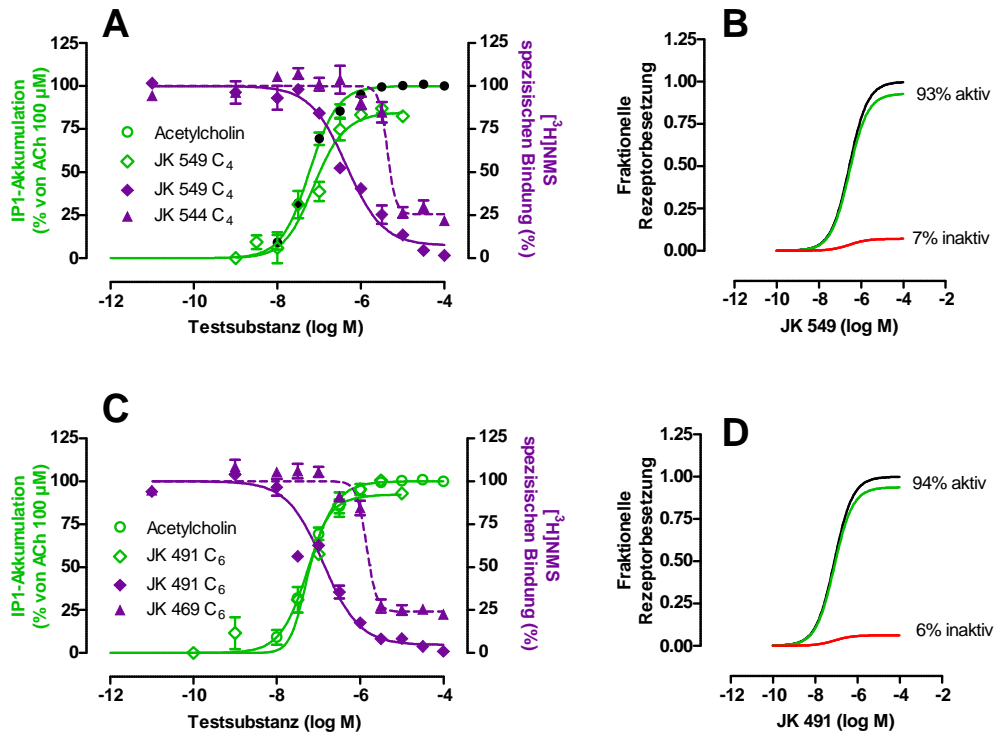 A
125
100
75
50
25
0
IP1-Akkumulation
(% von ACh 100 µM)
Acetylcholin
JK 549 C4
JK 549 C4
JK 544 C4
125
100
75
50
25
0
[3H]NMS
spezisischen Bindung (%)
-12
-10
-8
-6
-4
Testsubstanz (log M)
B
1.25
1.00
0.75
0.50
0.25
0.00
Fraktionelle
Rezeptorbesetzung
93% aktiv
7% inaktiv
-12
-10
-8
-6
-4
-2
JK 549 (log M)
C
125
100
75
50
25
0
IP1-Akkumulation
(% von ACh 100 µM)
Acetylcholin
JK 491 C6
JK 491 C6
JK 469 C6
125
100
75
50
25
0
[3H]NMS
spezisischen Bindung (%)
-12
-10
-8
-6
-4
Testsubstanz (log M)
D
1.25
1.00
0.75
0.50
0.25
0.00
Fraktionelle
Rezeptorbesetzung
94% aktiv
6% inaktiv
-12
-10
-8
-6
-4
-2
JK 491 (log M)